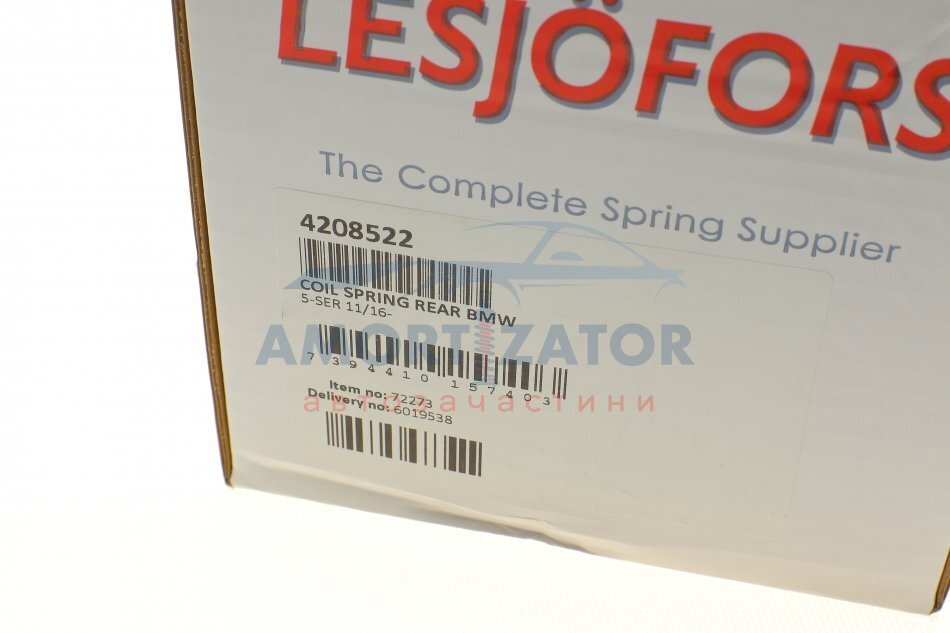 LESJÖFORS
The Complete Spring Supplier
4208522
COIL SPRING REAR BMW
5-SER 11/16-
AMORTIZATOR
7 394410 157403
автозапчастини
Item no: 72273
Delivery no: 6019538